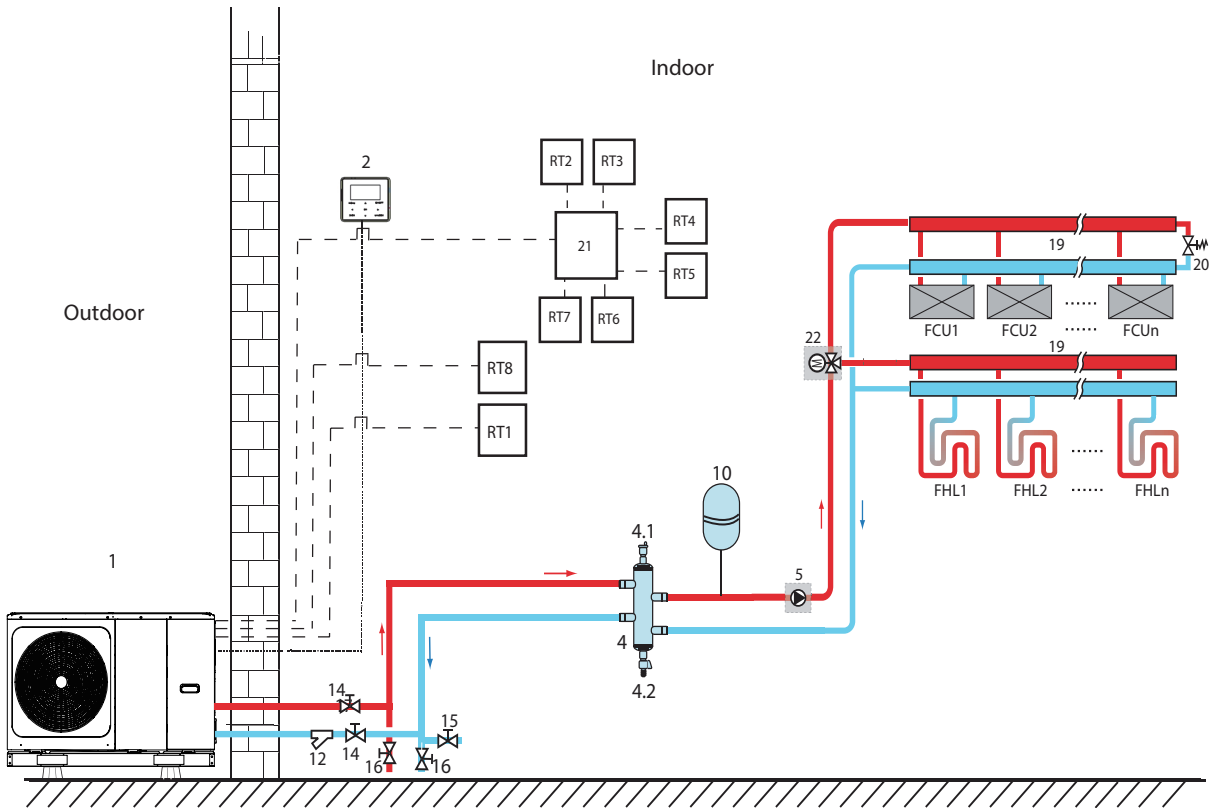 Indoor
RT2
RT3
2
RT4
21
19
RT5
20
Outdoor
RT7
RT6
FCU1
FCU2
......
......
FCUn
22
19
RT8
RT1
......
10
FHL1
FHL2
......
FHLn
4.1
1
5
4
4.2
14
15
12
14
16
16